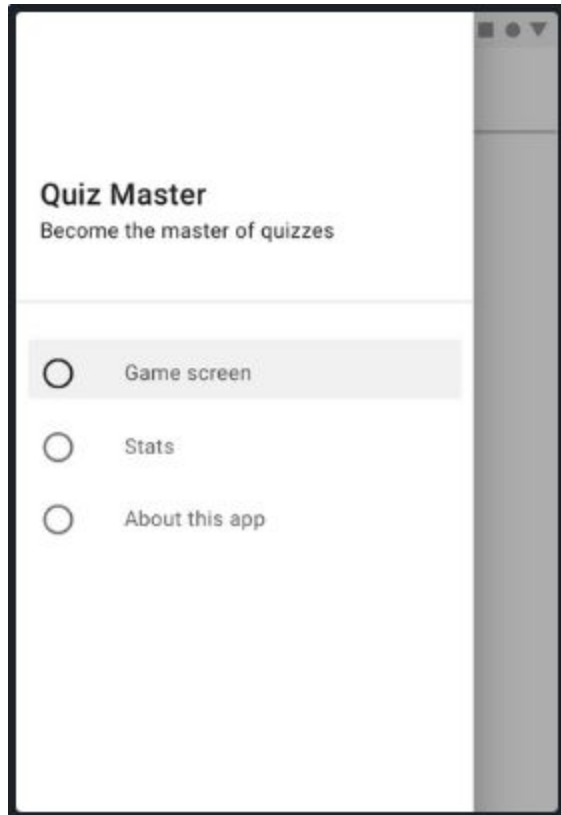 Quiz Master
Become the master of quizzes
Game screen
Stats
About this app